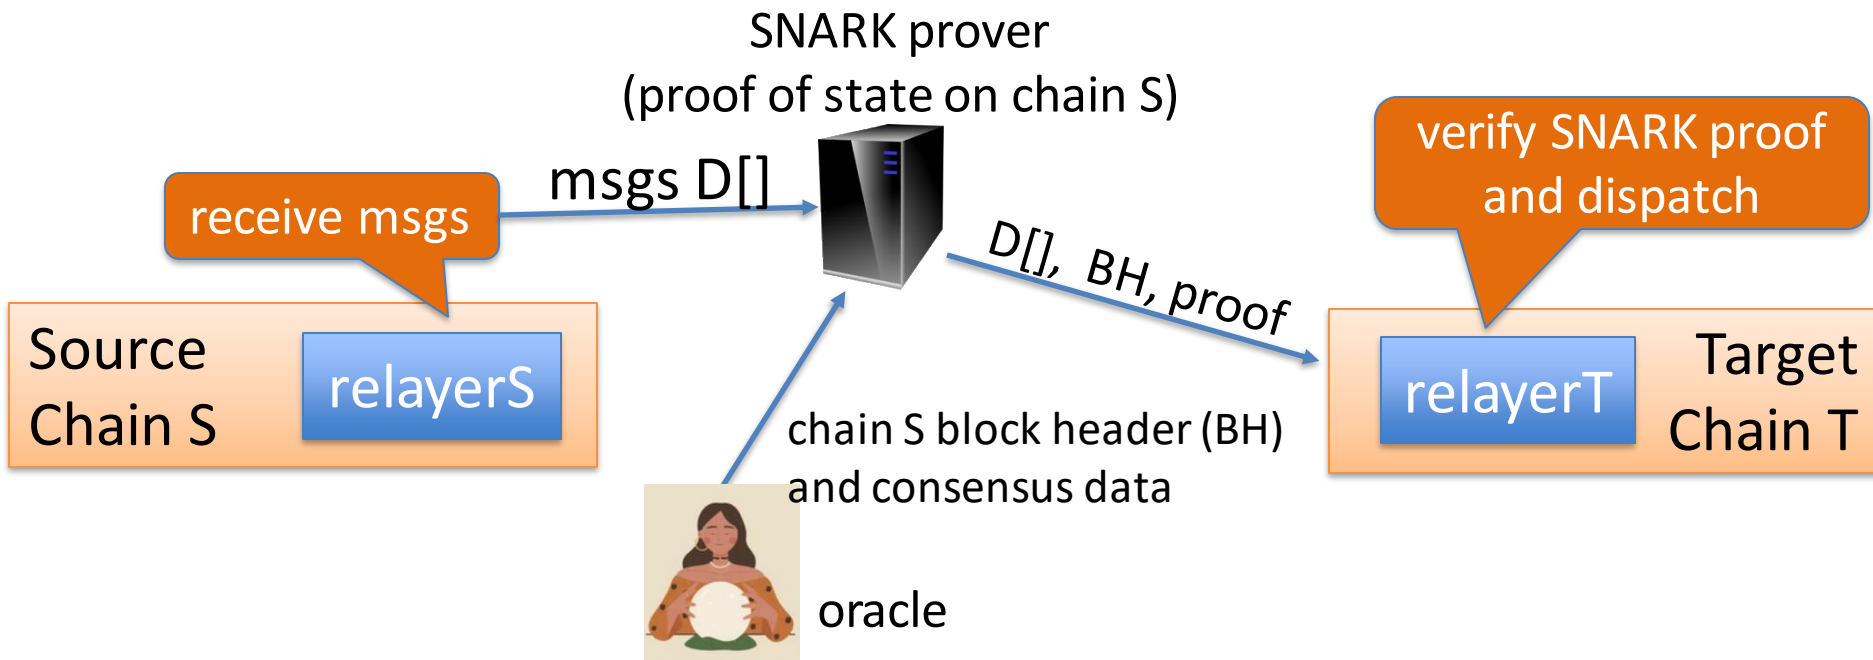 SNARK prover
(proof of state on chain S)
receive msgs
msgs D[]
verify SNARK proof
and dispatch
D[], BH, proof
Source
Chain S
relayerS
relayerT
Target
Chain T
chain S block header (BH)
and consensus data
oracle